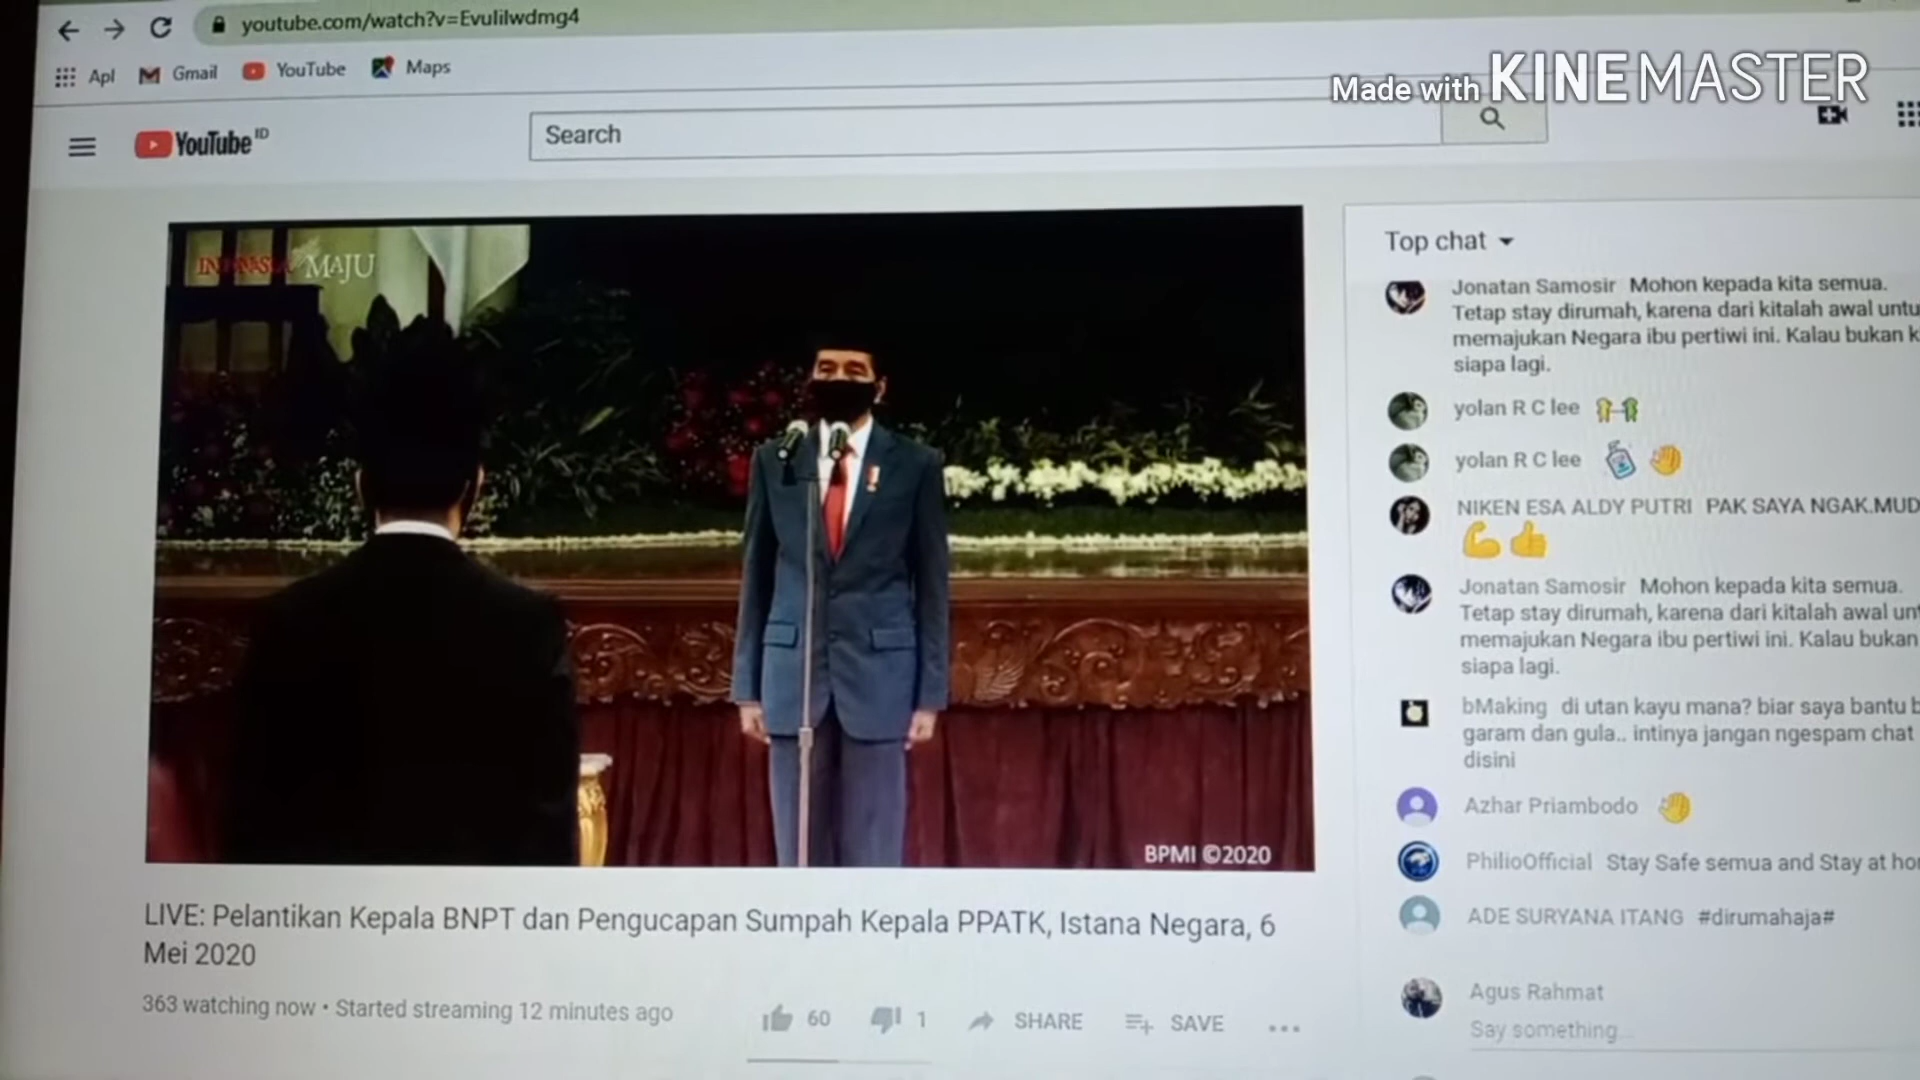 youtube.com/watch?v=Evulilwdmg4
Apl Gmail YouTube Maps
Made with KINEMASTER
YouTube ID
Search
INDONESIA MAJU
BPMI ©2020
LIVE: Pelantikan Kepala BNPT dan Pengucapan Sumpah Kepala PPATK, Istana Negara, 6
Mei 2020
363 watching now • Started streaming 12 minutes ago
60 1 SHARE SAVE
Top chat
Jonatan Samosir Mohon kepada kita semua.
Tetap stay dirumah, karena dari kitalah awal untu
memajukan Negara ibu pertiwi ini. Kalau bukan k
siapa lagi.
yolan R C lee
yolan R C lee
NIKEN ESA ALDY PUTRI PAK SAYA NGAK.MUD
Jonatan Samosir Mohon kepada kita semua.
Tetap stay dirumah, karena dari kitalah awal unt
memajukan Negara ibu pertiwi ini. Kalau bukan
siapa lagi.
bMaking di utan kayu mana? biar saya bantu b
garam dan gula.. intinya jangan ngespam chat
disini
Azhar Priambodo
PhilioOfficial Stay Safe semua and Stay at ho
ADE SURYANA ITANG #dirumahaja#
Agus Rahmat
Say something...